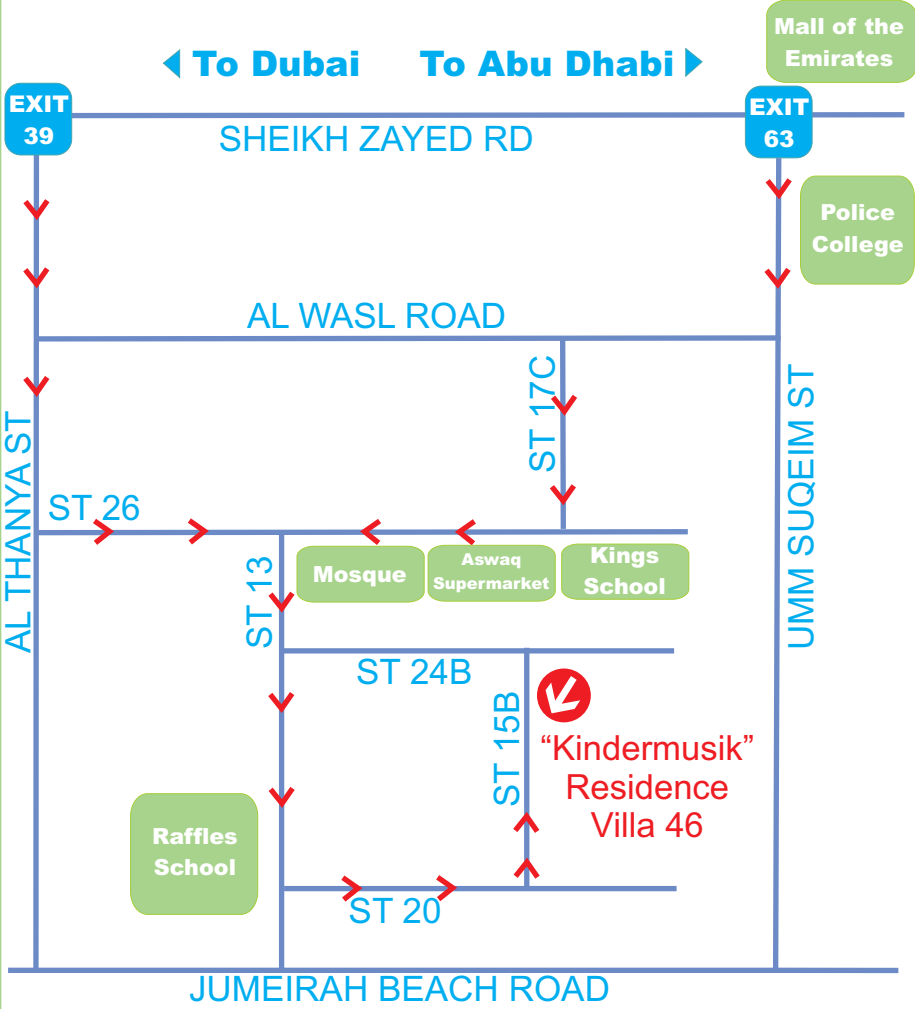 Mall of the
Emirates
To Dubai
To Abu Dhabi
EXIT
39
EXIT
63
SHEIKH ZAYED RD
Police
College
AL WASL ROAD
ST 17C
AL THANYA ST
UMM SUQEIM ST
ST 26
ST 13
Mosque
Aswaq
Supermarket
Kings
School
ST 24B
ST 15B
“Kindermusik”
Residence
Villa 46
Raffles
School
ST 20
JUMEIRAH BEACH ROAD